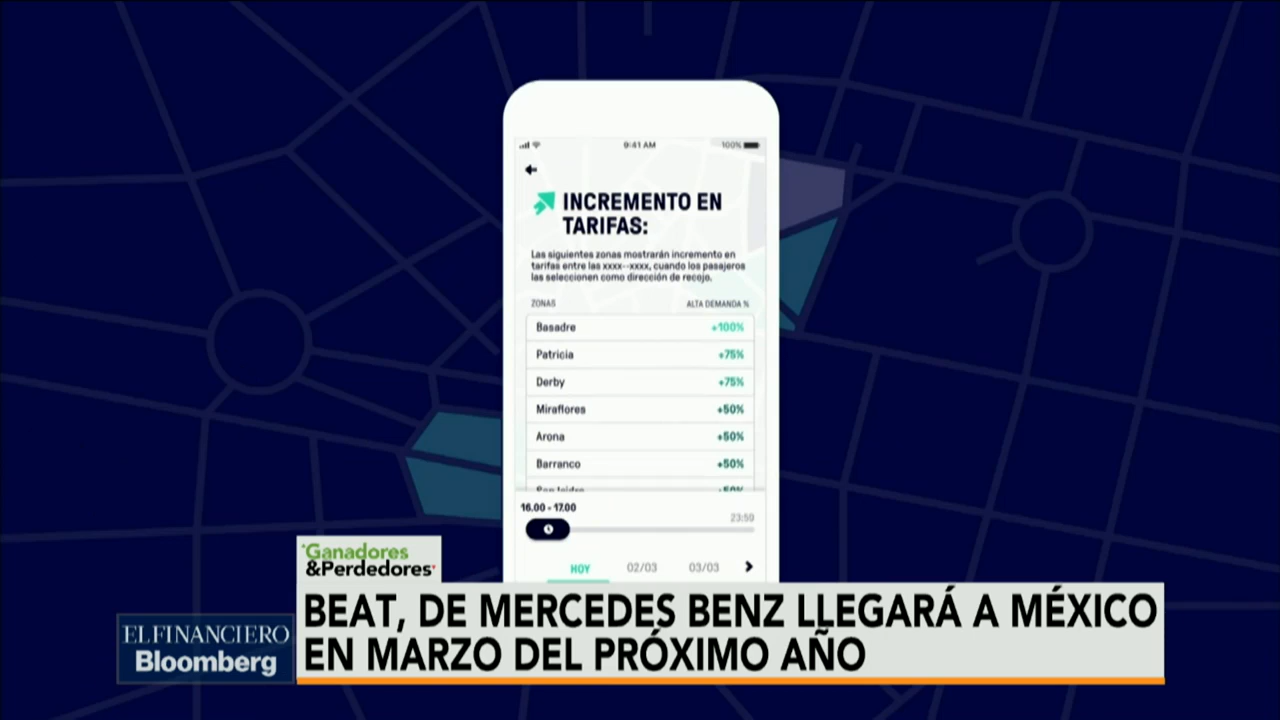 9:41 AM
100%
INCREMENTO EN
TARIFAS:
Las siguientes zonas mostrarán incremento en
tarifas entre las xxxx--xxxx, cuando los pasajeros
las seleccionen como dirección de recojo.
ZONAS ALTA DEMANDA %
Basadre +100%
Patricia +75%
Derby +75%
Miraflores +50%
Arona +50%
Barranco +50%
16.00 - 17.00
23:59
HOY 02/03 03/03
Ganadores
&Perdedores
BEAT, DE MERCEDES BENZ LLEGARÁ A MÉXICO
EN MARZO DEL PRÓXIMO AÑO
EL FINANCIERO
Bloomberg